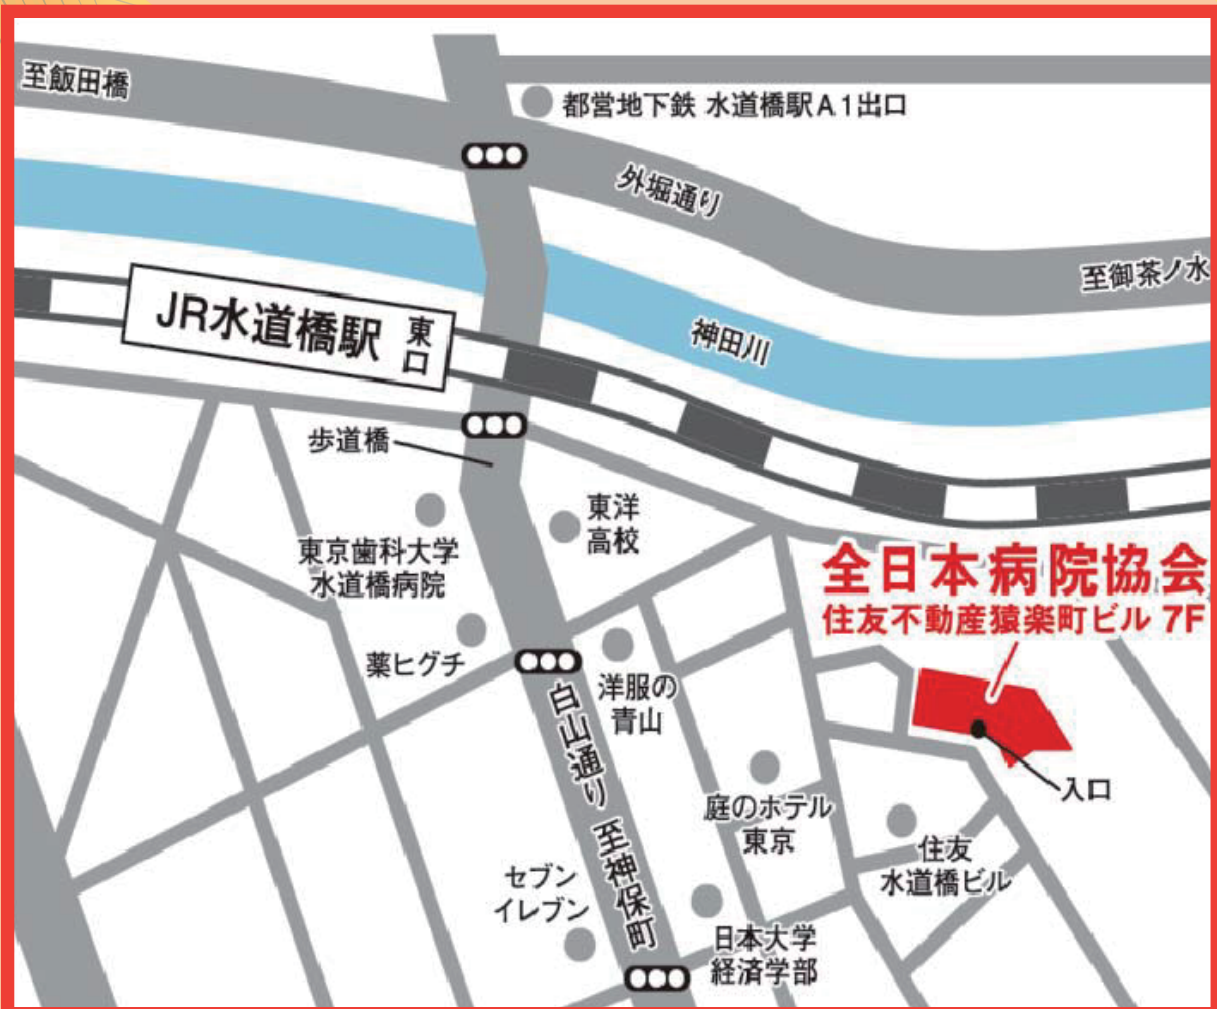 至飯田橋
都営地下鉄 水道橋駅A1出口
外堀通り
至御茶ノ水
JR水道橋駅 東口
神田川
歩道橋
東洋
高校
東京歯科大学
水道橋病院
全日本病院協会
住友不動産猿楽町ビル 7F
薬ヒグチ
洋服の
青山
白山通り 至神保町
入口
庭のホテル
東京
住友
水道橋ビル
セブン
イレブン
日本大学
経済学部